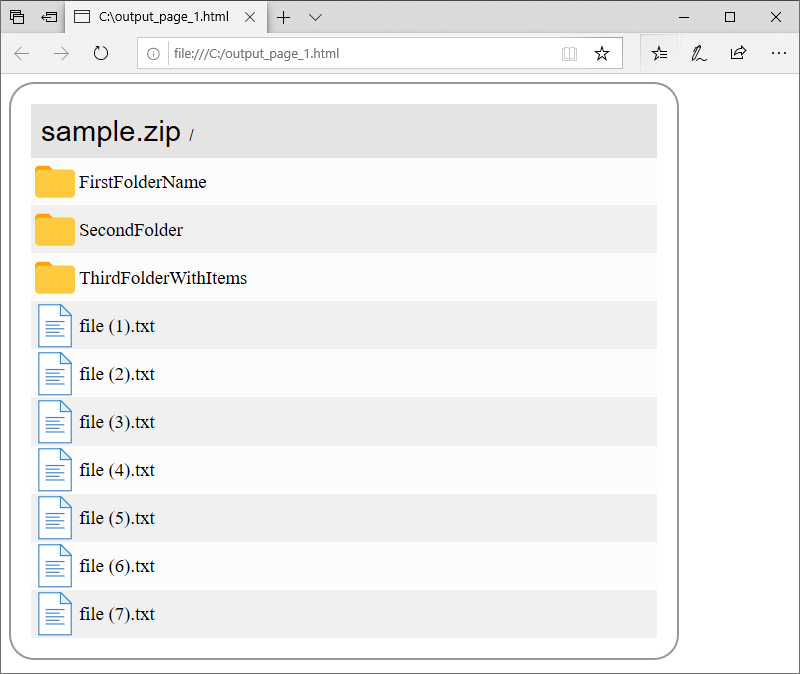 C:\output_page_1.html
file:///C:/output_page_1.html
sample.zip /
FirstFolderName
SecondFolder
ThirdFolderWithItems
file (1).txt
file (2).txt
file (3).txt
file (4).txt
file (5).txt
file (6).txt
file (7).txt